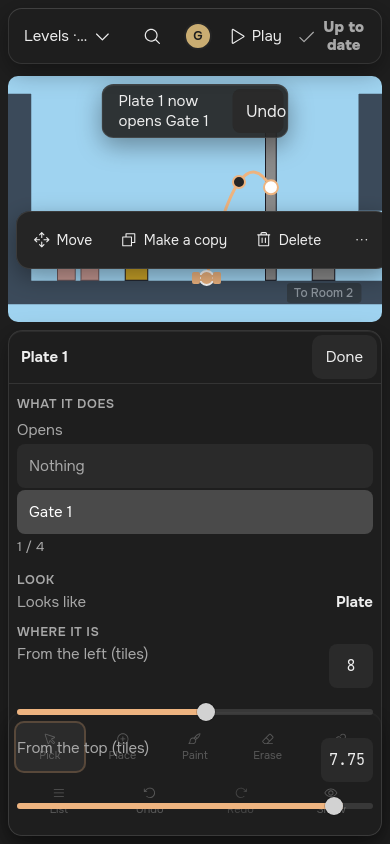 Levels ·...
G
Play
Up to date
Plate 1 now
opens Gate 1
Undo
Move
Make a copy
Delete
...
To Room 2
Plate 1
Done
WHAT IT DOES
Opens
Nothing
Gate 1
1 / 4
LOOK
Looks like
Plate
WHERE IT IS
From the left (tiles)
8
Pick
Place
Paint
Erase
From the top (tiles)
7.75
List
Undo
Redo